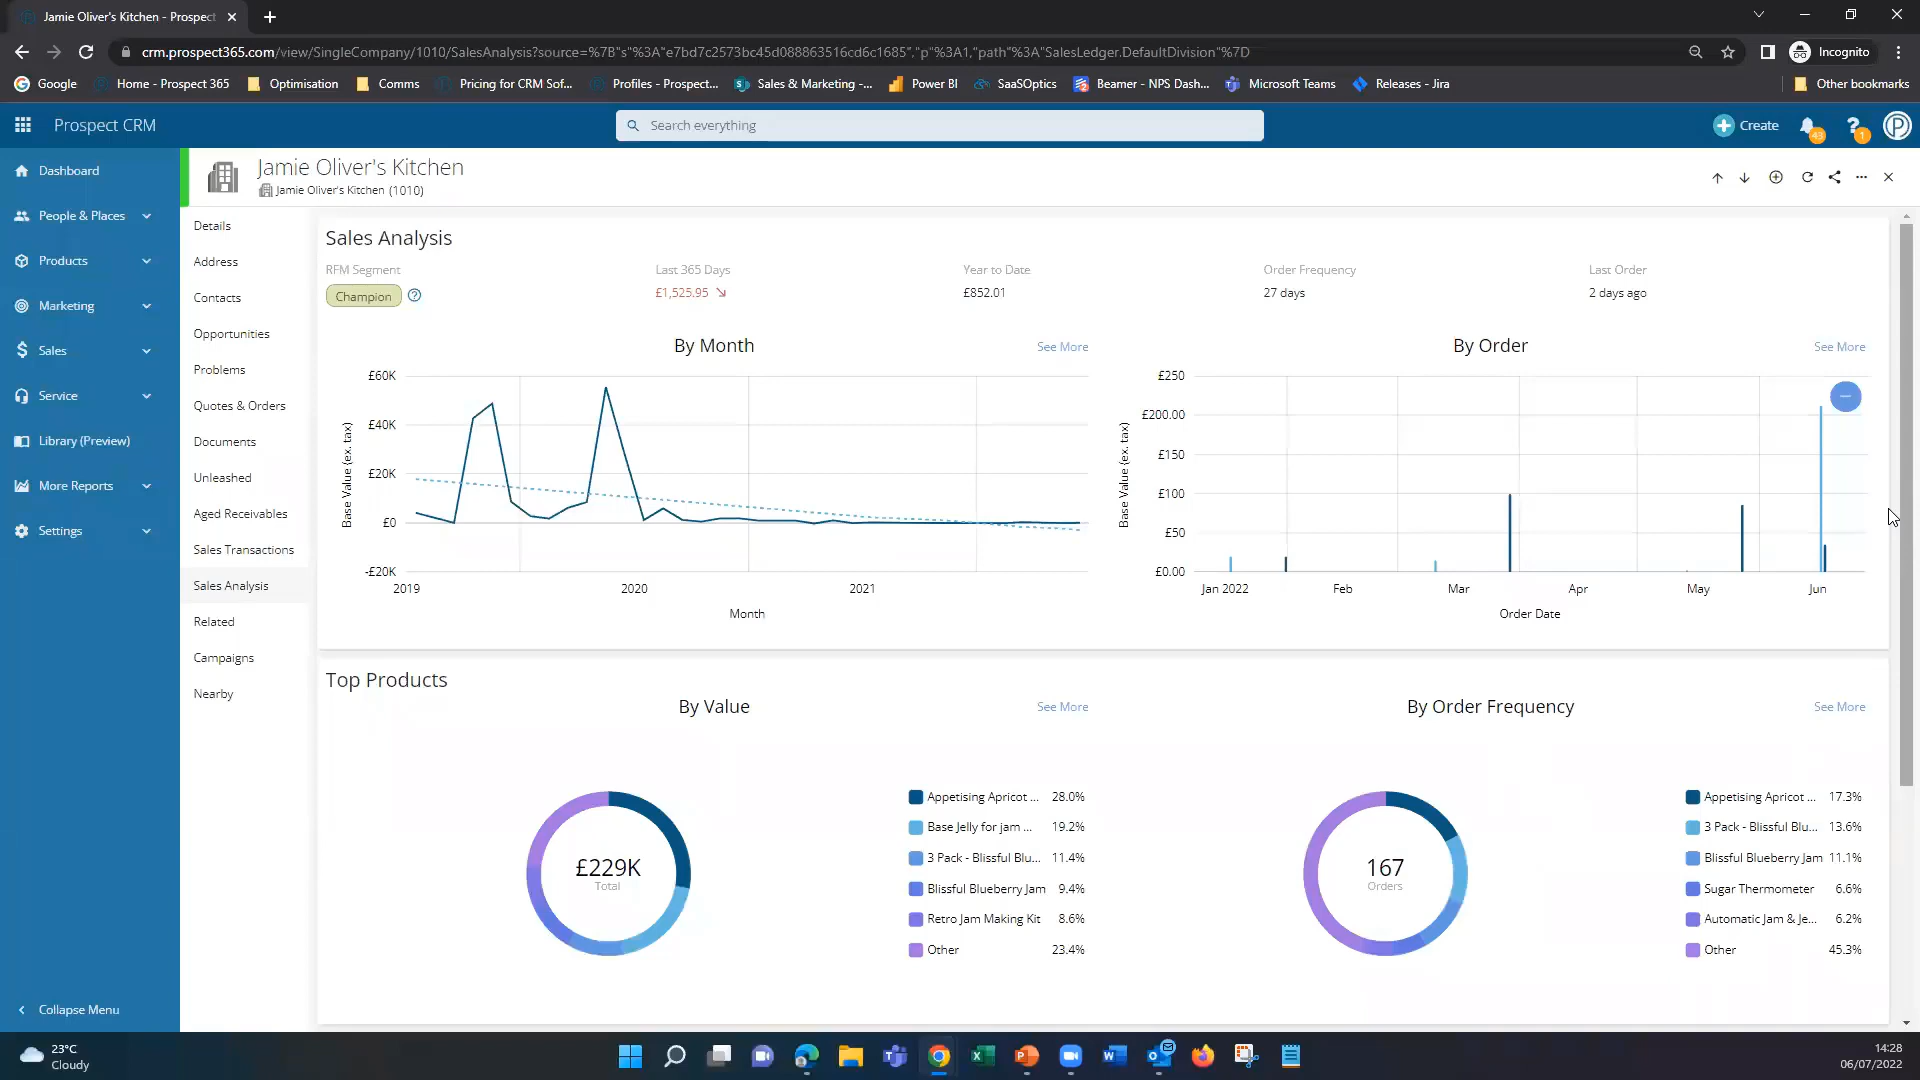 Jamie Oliver's Kitchen - Prospect
crm.prospect365.com/view/SingleCompany/1010/SalesAnalysis?source=%7B"s"%3A"e7bd7c2573bc45d088863516cd6c1685","p"%3A1,"path"%3A"SalesLedger.DefaultDivision"%7D
Incognito
Google
Home - Prospect 365
Optimisation
Comms
Pricing for CRM Sof...
Profiles - Prospect...
Sales & Marketing -...
Power BI
SaaSOptics
Beamer - NPS Dash...
Microsoft Teams
Releases - Jira
Other bookmarks
Prospect CRM
Search everything
Create
43
1
Dashboard
People & Places
Products
Marketing
Sales
Service
Library (Preview)
More Reports
Settings
Collapse Menu
Jamie Oliver's Kitchen
Jamie Oliver's Kitchen (1010)
Details
Address
Contacts
Opportunities
Problems
Quotes & Orders
Documents
Unleashed
Aged Receivables
Sales Transactions
Sales Analysis
Related
Campaigns
Nearby
Sales Analysis
RFM Segment
Champion
Last 365 Days
£1,525.95
Year to Date
£852.01
Order Frequency
27 days
Last Order
2 days ago
By Month
See More
Base Value (ex. tax)
£60K
£40K
£20K
£0
-£20K
2019
2020
2021
Month
By Order
See More
Base Value (ex. tax)
£250
£200.00
£150
£100
£50
£0.00
Jan 2022
Feb
Mar
Apr
May
Jun
Order Date
Top Products
By Value
See More
£229K
Total
Appetising Apricot ... 28.0%
Base Jelly for jam ... 19.2%
3 Pack - Blissful Blu... 11.4%
Blissful Blueberry Jam 9.4%
Retro Jam Making Kit 8.6%
Other 23.4%
By Order Frequency
See More
167
Orders
Appetising Apricot ... 17.3%
3 Pack - Blissful Blu... 13.6%
Blissful Blueberry Jam 11.1%
Sugar Thermometer 6.6%
Automatic Jam & Je... 6.2%
Other 45.3%
23°C
Cloudy
14:28
06/07/2022